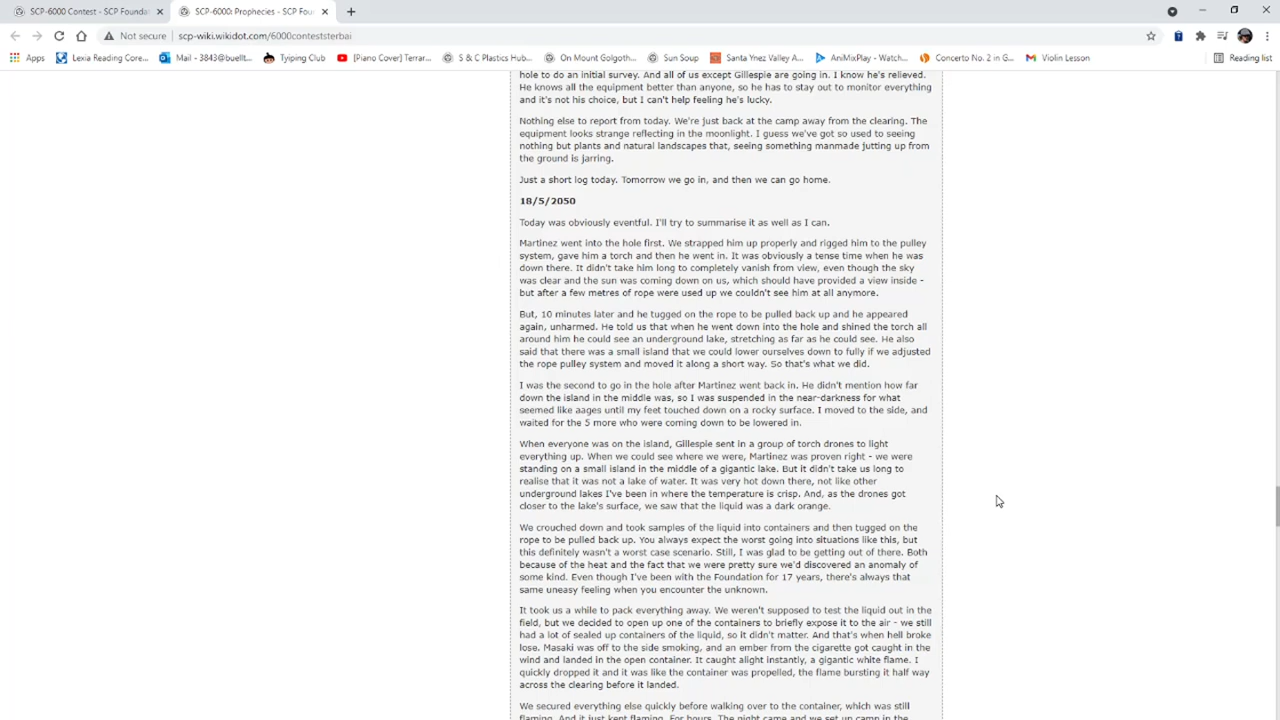 SCP-6000 Contest - SCP Founda
SCP-6000: Prophecies - SCP Fou
Not secure
scp-wiki.wikidot.com/6000conteststerbai
Apps
Lexia Reading Core...
Mail - 3843@buellt...
Tyiping Club
[Piano Cover] Terrar...
S & C Plastics Hub...
On Mount Golgoth...
Sun Soup
Santa Ynez Valley A...
AniMixPlay - Watch...
Concerto No. 2 in G...
Violin Lesson
Reading list
hole to do an initial survey. And all of us except Gillespie are going in. I know he's relieved.
He knows all the equipment better than anyone, so he has to stay out to monitor everything
and it's not his choice, but I can't help feeling he's lucky.
Nothing else to report from today. We're just back at the camp away from the clearing. The
equipment looks strange reflecting in the moonlight. I guess we've got so used to seeing
nothing but plants and natural landscapes that, seeing something manmade jutting up from
the ground is jarring.
Just a short log today. Tomorrow we go in, and then we can go home.
18/5/2050
Today was obviously eventful. I'll try to summarise it as well as I can.
Martinez went into the hole first. We strapped him up properly and rigged him to the pulley
system, gave him a torch and then he went in. It was obviously a tense time when he was
down there. It didn't take him long to completely vanish from view, even though the sky
was clear and the sun was coming down on us, which should have provided a view inside -
but after a few metres of rope were used up we couldn't see him at all anymore.
But, 10 minutes later and he tugged on the rope to be pulled back up and he appeared
again, unharmed. He told us that when he went down into the hole and shined the torch all
around him he could see an underground lake, stretching as far as he could see. He also
said that there was a small island that we could lower ourselves down to fully if we adjusted
the rope pulley system and moved it along a short way. So that's what we did.
I was the second to go in the hole after Martinez went back in. He didn't mention how far
down the island in the middle was, so I was suspended in the near-darkness for what
seemed like aages until my feet touched down on a rocky surface. I moved to the side, and
waited for the 5 more who were coming down to be lowered in.
When everyone was on the island, Gillespie sent in a group of torch drones to light
everything up. When we could see where we were, Martinez was proven right - we were
standing on a small island in the middle of a gigantic lake. But it didn't take us long to
realise that it was not a lake of water. It was very hot down there, not like other
underground lakes I've been in where the temperature is crisp. And, as the drones got
closer to the lake's surface, we saw that the liquid was a dark orange.
We crouched down and took samples of the liquid into containers and then tugged on the
rope to be pulled back up. You always expect the worst going into situations like this, but
this definitely wasn't a worst case scenario. Still, I was glad to be getting out of there. Both
because of the heat and the fact that we were pretty sure we'd discovered an anomaly of
some kind. Even though I've been with the Foundation for 17 years, there's always that
same uneasy feeling when you encounter the unknown.
It took us a while to pack everything away. We weren't supposed to test the liquid out in the
field, but we decided to open up one of the containers to briefly expose it to the air - we still
had a lot of sealed up containers of the liquid, so it didn't matter. And that's when hell broke
lose. Masaki was off to the side smoking, and an ember from the cigarette got caught in the
wind and landed in the open container. It caught alight instantly, a gigantic white flame. I
quickly dropped it and it was like the container was propelled, the flame bursting it half way
across the clearing before it landed.
We secured everything else quickly before walking over to the container, which was still
flaming. And it just kept flaming. For hours. The night came and we set up camp in the